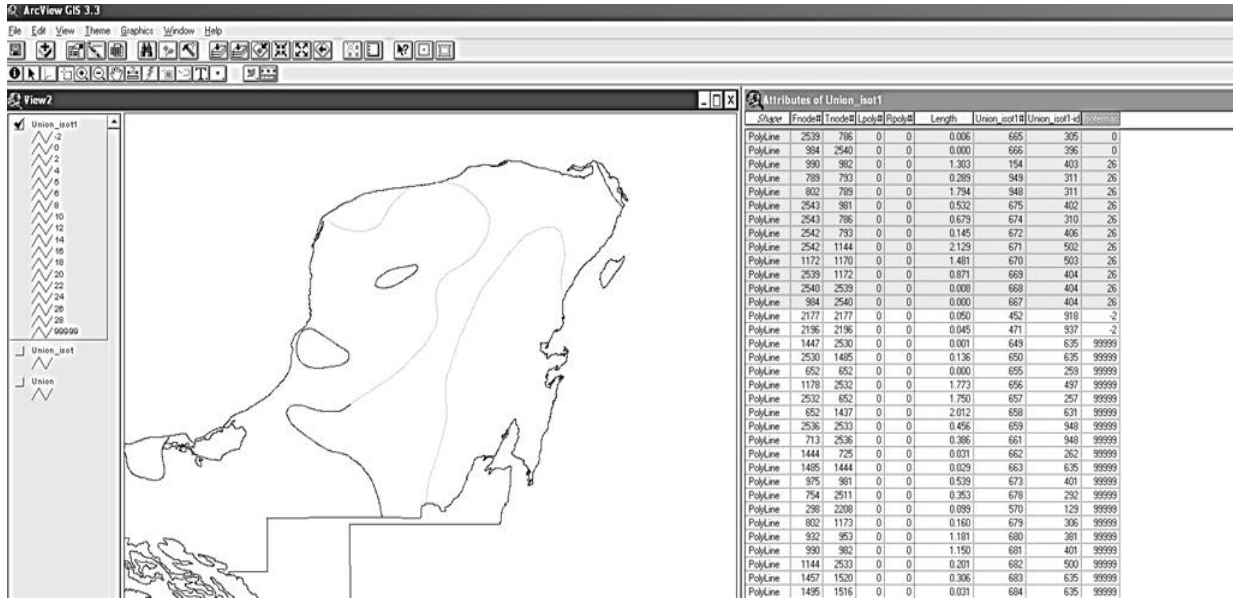 ArcView GIS 3.3
File Edit View Theme Graphics Window Help
View2
Union_isot1
-2
0
2
4
5
6
8
10
12
14
16
18
20
22
24
26
28
99999
Union_isot
Union
Attributes of Union_isot1
Shape Fnode# Tnode# Lpoly# Rpoly# Length Union_isot1# Union_isot1-id
PolyLine 2539 786 0 0 0.006 665 305 0
PolyLine 984 2540 0 0 0.000 666 396 0
PolyLine 990 982 0 0 1.303 154 403 26
PolyLine 789 793 0 0 0.289 949 311 26
PolyLine 802 789 0 0 1.794 948 311 26
PolyLine 2543 981 0 0 0.532 675 402 26
PolyLine 2543 786 0 0 0.679 674 310 26
PolyLine 2542 793 0 0 0.145 672 406 26
PolyLine 2542 1144 0 0 2.129 671 502 26
PolyLine 1172 1170 0 0 1.481 670 503 26
PolyLine 2539 1172 0 0 0.871 669 404 26
PolyLine 2540 2539 0 0 0.008 668 404 26
PolyLine 984 2540 0 0 0.000 667 404 26
PolyLine 2177 2177 0 0 0.050 452 918 -2
PolyLine 2196 2196 0 0 0.045 471 937 -2
PolyLine 1447 2530 0 0 0.001 649 635 99999
PolyLine 2530 1485 0 0 0.136 650 635 99999
PolyLine 652 652 0 0 0.000 655 259 99999
PolyLine 1178 2532 0 0 1.773 656 497 99999
PolyLine 2532 652 0 0 1.750 657 257 99999
PolyLine 652 1437 0 0 2.012 658 631 99999
PolyLine 2536 2533 0 0 0.456 659 948 99999
PolyLine 713 2536 0 0 0.386 661 948 99999
PolyLine 1444 725 0 0 0.031 662 262 99999
PolyLine 1485 1444 0 0 0.029 663 635 99999
PolyLine 975 981 0 0 0.539 673 401 99999
PolyLine 754 2511 0 0 0.353 678 292 99999
PolyLine 298 2208 0 0 0.099 570 129 99999
PolyLine 802 1173 0 0 0.160 679 306 99999
PolyLine 932 953 0 0 1.181 680 381 99999
PolyLine 990 982 0 0 1.150 681 401 99999
PolyLine 1144 2533 0 0 0.201 682 500 99999
PolyLine 1457 1520 0 0 0.306 683 635 99999
PolyLine 1495 1516 0 0 0.031 684 635 99999